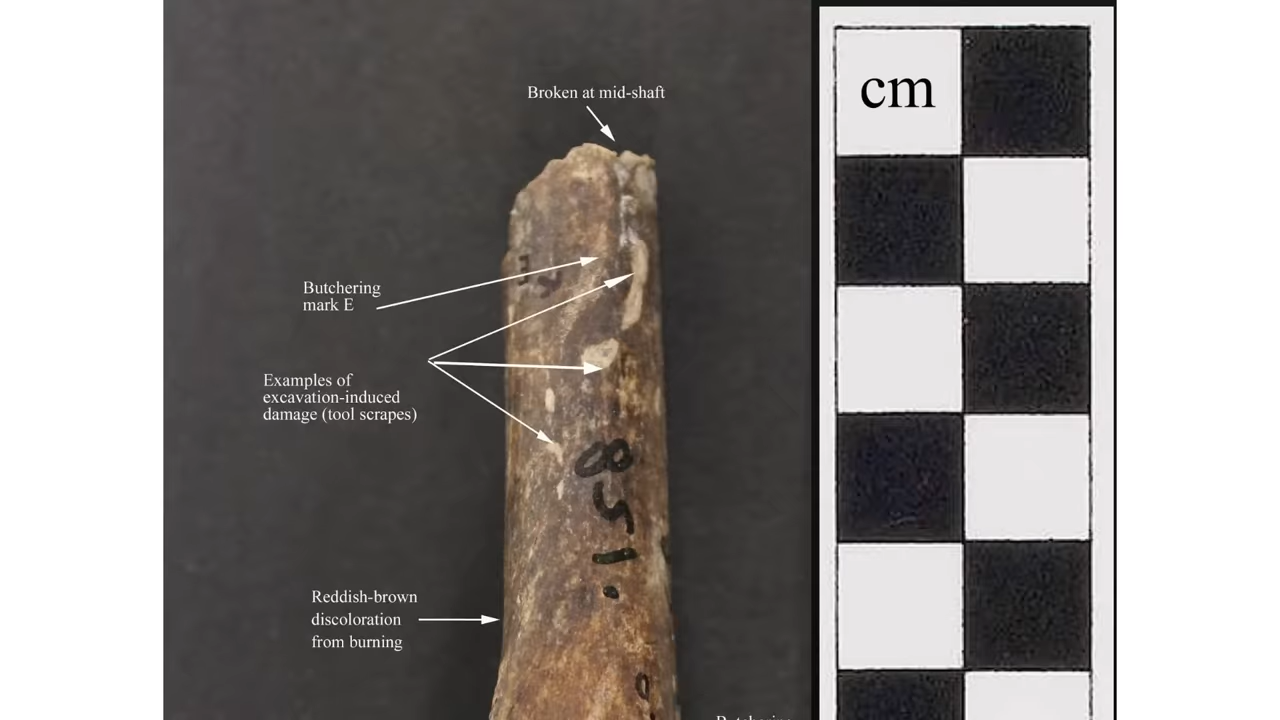 Broken at mid-shaft
cm
Butchering
mark E
Examples of
excavation-induced
damage (tool scrapes)
851.
Reddish-brown
discoloration
from burning